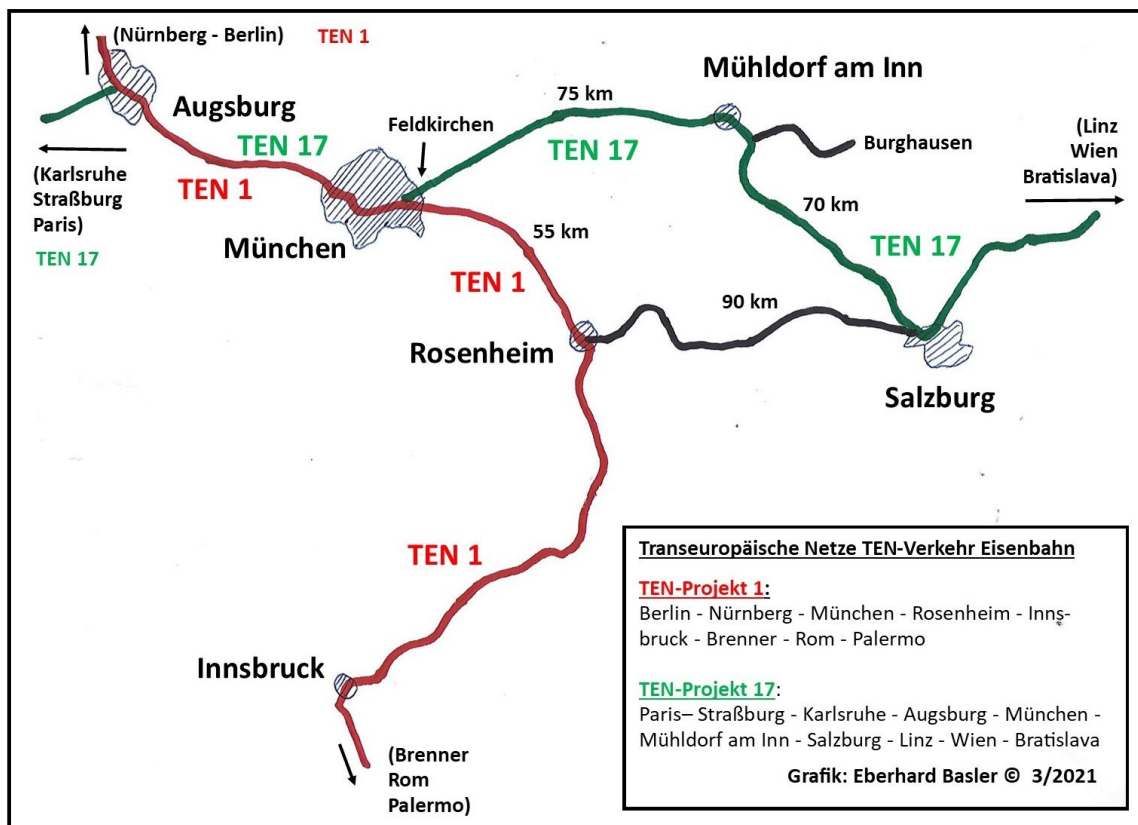 (Nürnberg - Berlin) TEN 1
Augsburg
TEN 17
TEN 1
(Karlsruhe
Straßburg
Paris)
TEN 17
München
Feldkirchen
75 km
TEN 17
Mühldorf am Inn
Burghausen
(Linz
Wien
Bratislava)
70 km
TEN 17
55 km
TEN 1
90 km
Rosenheim
Salzburg
TEN 1
Innsbruck
(Brenner
Rom
Palermo)
Transeuropäische Netze TEN-Verkehr Eisenbahn
TEN-Projekt 1:
Berlin - Nürnberg - München - Rosenheim - Inns-
bruck - Brenner - Rom - Palermo
TEN-Projekt 17:
Paris– Straßburg - Karlsruhe - Augsburg - München -
Mühldorf am Inn - Salzburg - Linz - Wien - Bratislava
Grafik: Eberhard Basler © 3/2021